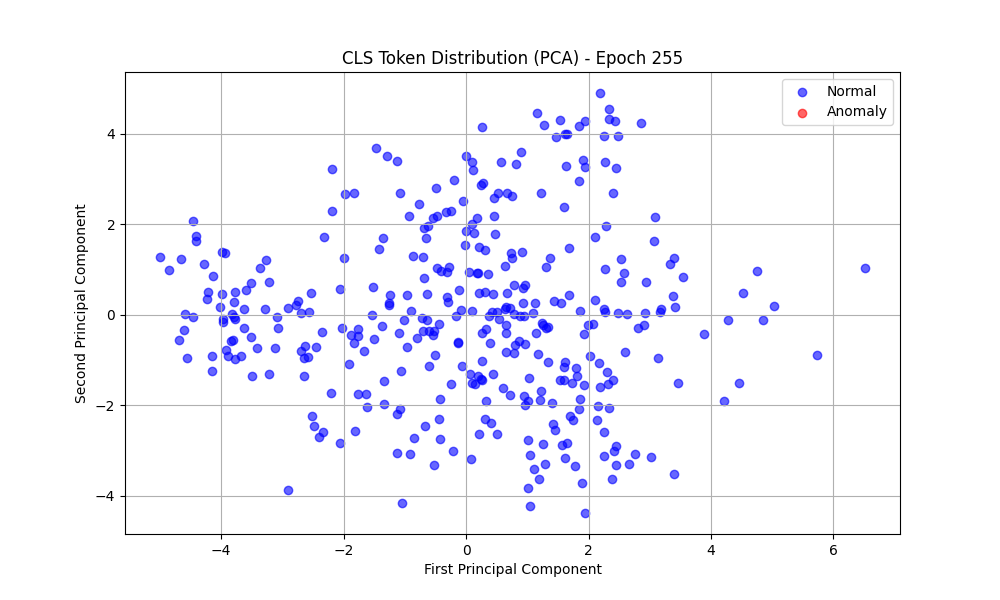 CLS Token Distribution (PCA) - Epoch 255
Normal
Anomaly
Second Principal Component
4
2
0
−2
−4
−4
−2
0
2
4
6
First Principal Component